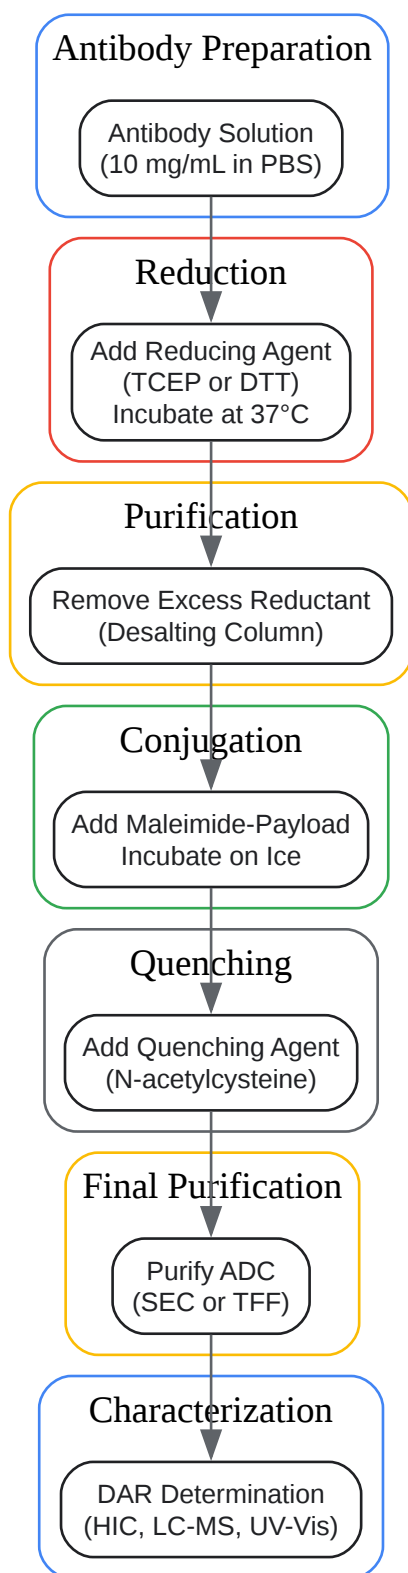 Antibody Preparation
Antibody Solution
(10 mg/mL in PBS)
Reduction
Add Reducing Agent
(TCEP or DTT)
Incubate at 37°C
Purification
Remove Excess Reductant
(Desalting Column)
Conjugation
Add Maleimide-Payload
Incubate on Ice
Quenching
Add Quenching Agent
(N-acetylcysteine)
Final Purification
Purify ADC
(SEC or TFF)
Characterization
DAR Determination
(HIC, LC-MS, UV-Vis)